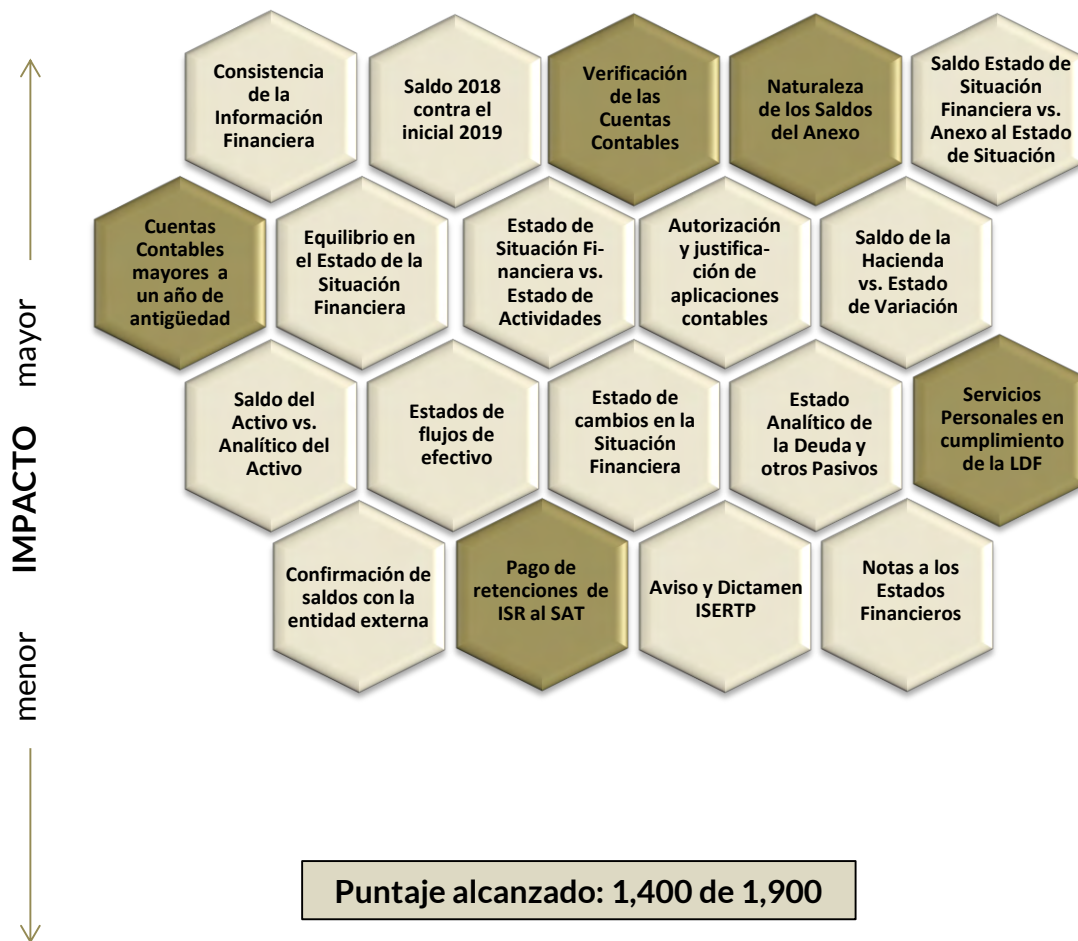 Consistencia
de la
Información
Financiera
Saldo 2018
contra el
inicial 2019
Verificación
de las
Cuentas
Contables
Naturaleza
de los Saldos
del Anexo
Saldo Estado de
Situación
Financiera vs.
Anexo al Estado
de Situación
Cuentas
Contables
mayores a
un año de
antigüedad
Equilibrio en
el Estado de la
Situación
Financiera
Estado de
Situación Fi-
nanciera vs.
Estado de
Actividades
Autorización
y justifica-
ción de
aplicaciones
contables
Saldo de la
Hacienda
vs. Estado
de Variación
Saldo del
Activo vs.
Analítico del
Activo
Estados de
flujos de
efectivo
Estado de
cambios en la
Situación
Financiera
Estado
Analítico de
la Deuda y
otros Pasivos
Servicios
Personales en
cumplimiento
de la LDF
Confirmación de
saldos con la
entidad externa
Pago de
retenciones de
ISR al SAT
Aviso y Dictamen
ISERTP
Notas a los
Estados
Financieros
menor IMPACTO mayor
Puntaje alcanzado: 1,400 de 1,900